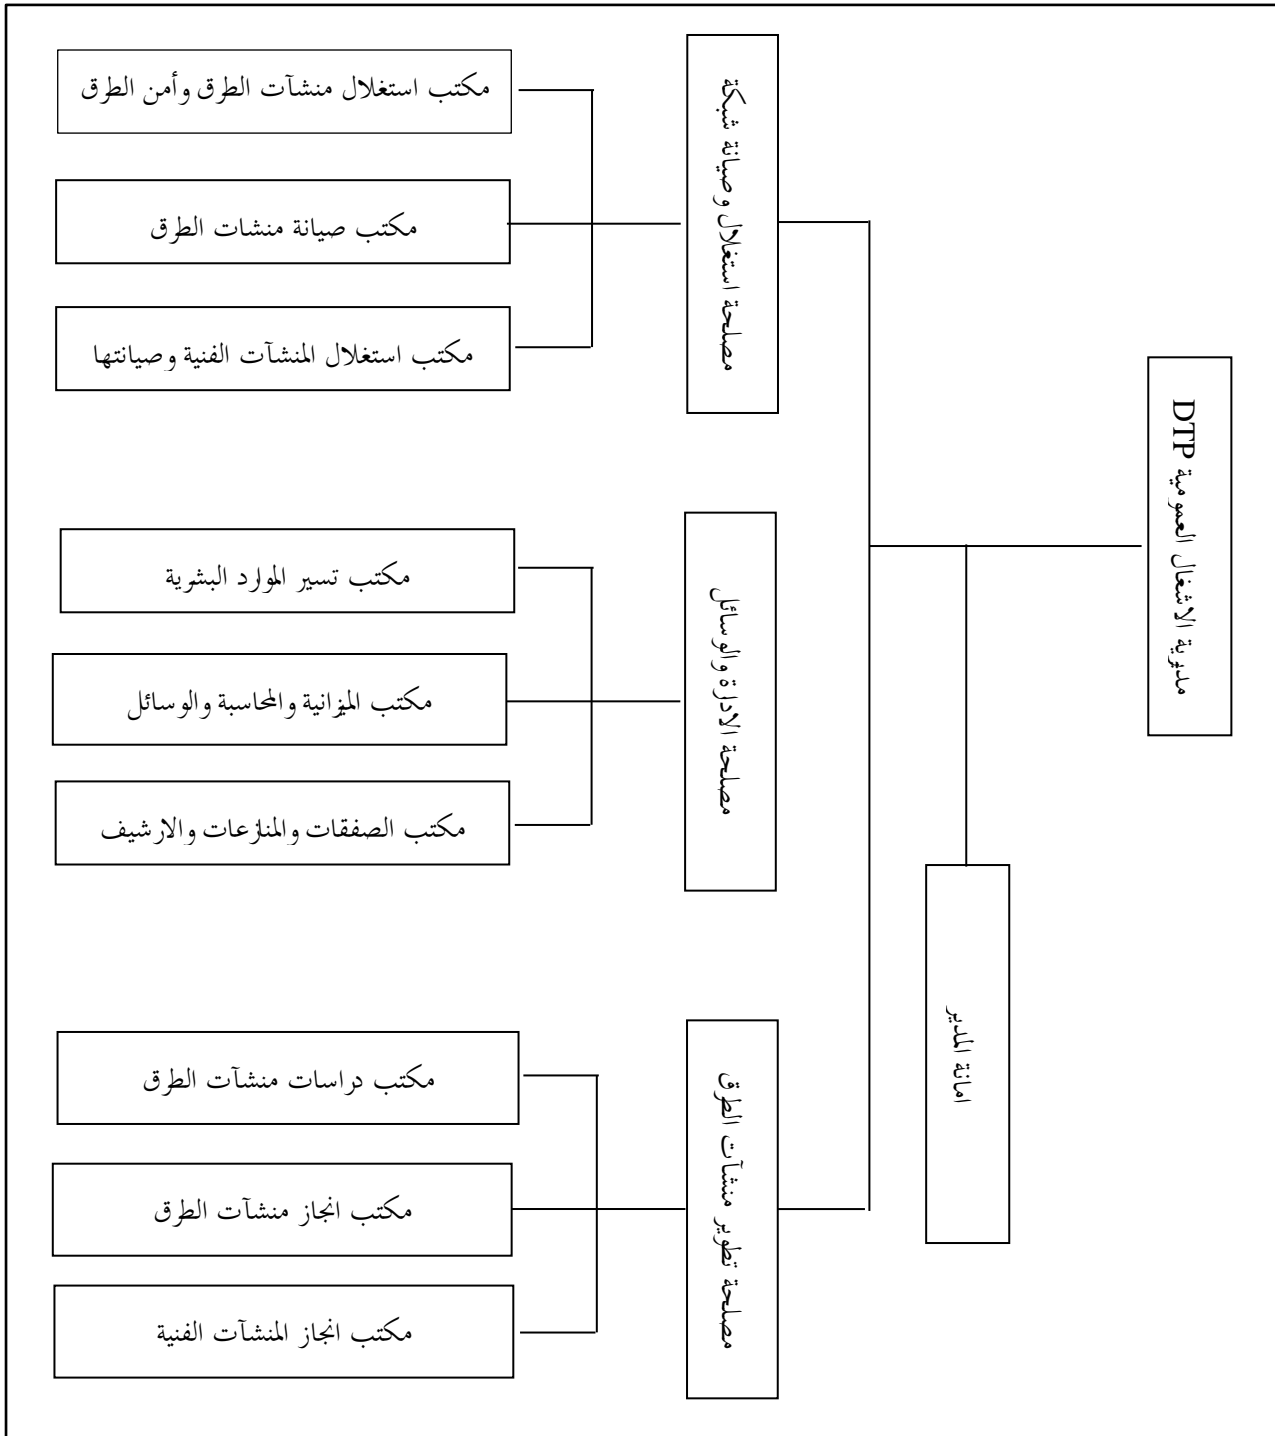 مديرية الاشغال العمومية DTP
امانة المدير
مصلحة استغلال وصيانة شبكة
مكتب استغلال منشآت الطرق وأمن الطرق
مكتب صيانة منشات الطرق
مكتب استغلال المنشآت الفنية وصيانتها
مصلحة الادارة والوسائل
مكتب تسير الموارد البشرية
مكتب الميزانية والمحاسبة والوسائل
مكتب الصفقات والمنازعات والارشيف
مصلحة تطوير منشآت الطرق
مكتب دراسات منشآت الطرق
مكتب انجاز منشآت الطرق
مكتب انجاز المنشآت الفنية